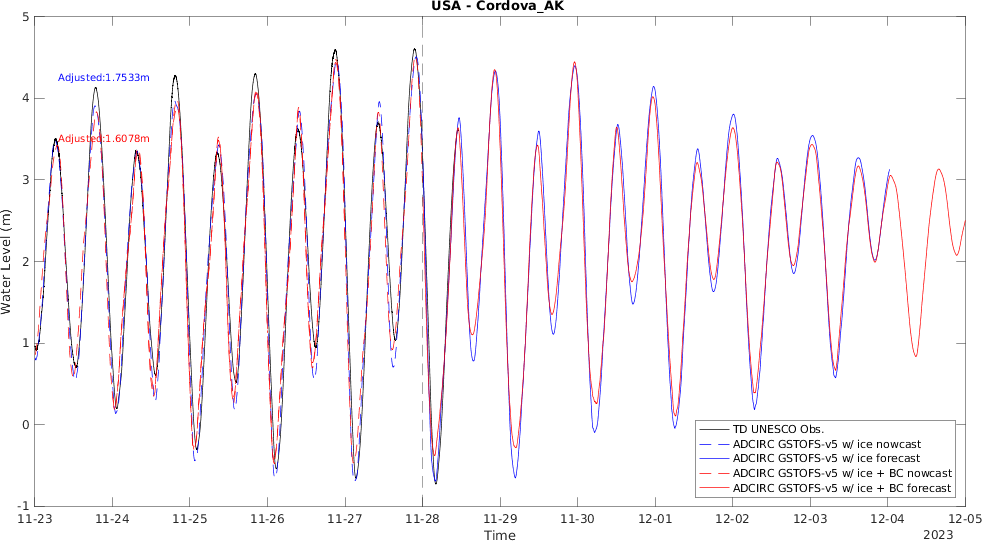 USA - Cordova_AK
5
4
3
2
1
0
-1
Water Level (m)
Adjusted:1.7533m
Adjusted:1.6078m
TD UNESCO Obs.
ADCIRC GSTOFS-v5 w/ ice nowcast
ADCIRC GSTOFS-v5 w/ ice forecast
ADCIRC GSTOFS-v5 w/ ice + BC nowcast
ADCIRC GSTOFS-v5 w/ ice + BC forecast
11-23 11-24 11-25 11-26 11-27 11-28 11-29 11-30 12-01 12-02 12-03 12-04 12-05
Time
2023